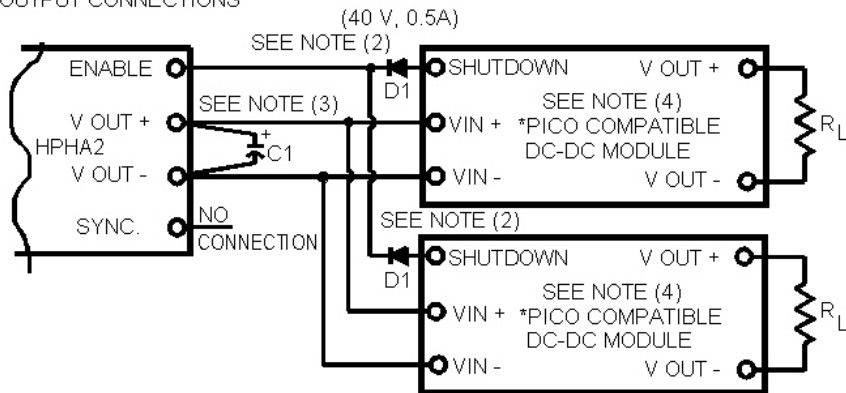 OUTPUT CONNECTIONS
(40 V, 0.5A)
SEE NOTE (2)
ENABLE
D1
SHUTDOWN
V OUT +
SEE NOTE (3)
V OUT +
HPHA2
+
C1
V OUT -
SYNC.
NO
CONNECTION
SEE NOTE (4)
VIN +
*PICO COMPATIBLE
DC-DC MODULE
VIN -
V OUT -
RL
SEE NOTE (2)
D1
SHUTDOWN
V OUT +
SEE NOTE (4)
VIN +
*PICO COMPATIBLE
DC-DC MODULE
VIN -
V OUT -
RL